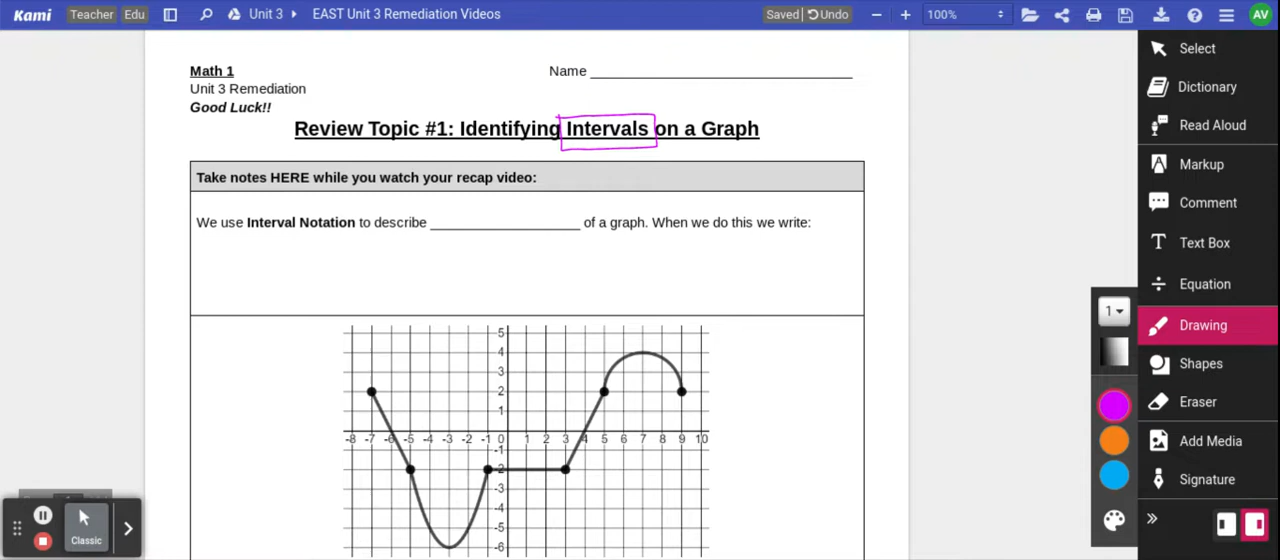 Kami Teacher Edu Unit 3 EAST Unit 3 Remediation Videos Saved Undo 100% AV
Select
Dictionary
Read Aloud
Markup
Comment
Text Box
Equation
Drawing
Shapes
Eraser
Add Media
Signature
1
Math 1 Name ____________________
Unit 3 Remediation
Good Luck!!
Review Topic #1: Identifying Intervals on a Graph
Take notes HERE while you watch your recap video:
We use Interval Notation to describe ____________________ of a graph. When we do this we write:
5
4
3
2
1
-8 -7 -6 -5 -4 -3 -2 -1 0 1 2 3 4 5 6 7 8 9 10
-1
-2
-3
-4
-5
-6
Classic